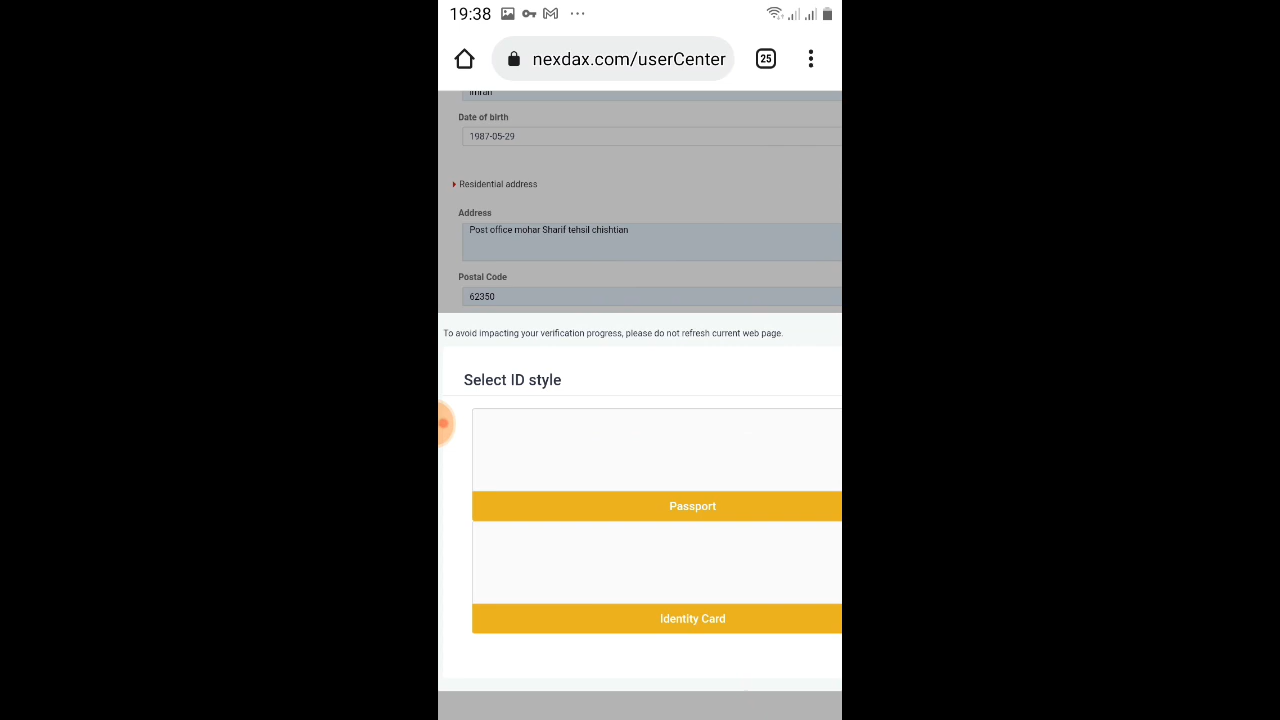 19:38
nexdax.com/userCenter
25
Imran
Date of birth
1987-05-29
Residential address
Address
Post office mohar Sharif tehsil chishtian
Postal Code
62350
To avoid impacting your verification progress, please do not refresh current web page.
Select ID style
Passport
Identity Card